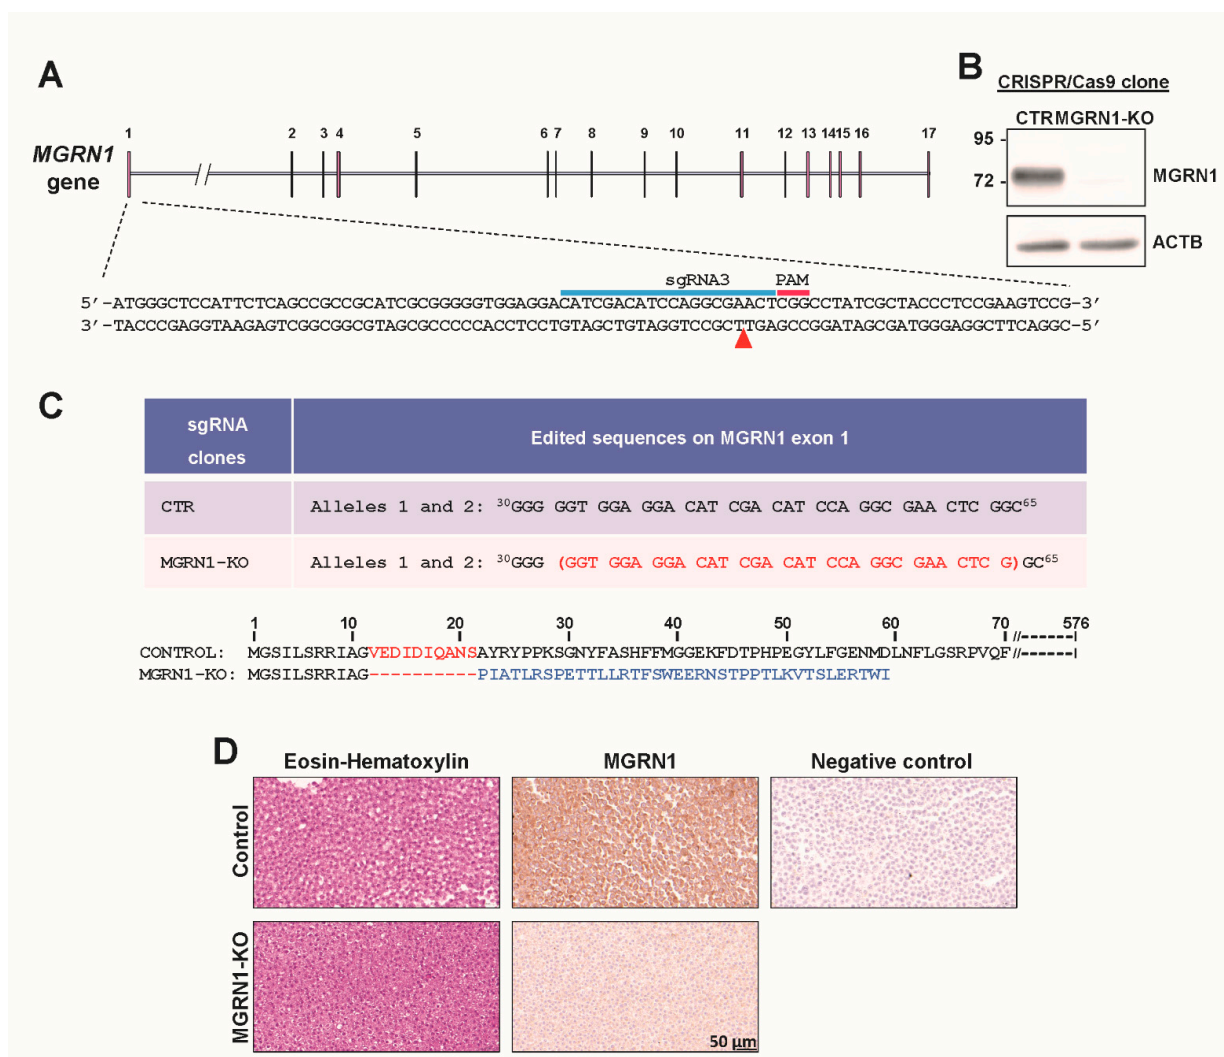 A
MGRN1
gene
1 2 3 4 5 6 7 8 9 10 11 12 13 14 15 16 17
sgRNA3 PAM
5′-ATGGGCTCCATTCTCAGCCGCCGCATCGCGGGGGTGGAGGACATCGACATCCAGGCGAACTCGGCCTATCGCTACCCTCCGAAGTCCG-3′
3′-TACCCGAGGTAAGAGTCGGCGGCGTAGCGCCCCCACCTCCTGTAGCTGTAGGTCCGCTTGAGCCGGATAGCGATGGGAGGCTTCAGGC-5′
B
CRISPR/Cas9 clone
CTR MGRN1-KO
95 -
72 -
MGRN1
ACTB
C
sgRNA
clones
Edited sequences on MGRN1 exon 1
CTR Alleles 1 and 2: 30GGG GGT GGA GGA CAT CGA CAT CCA GGC GAA CTC GGC65
MGRN1-KO Alleles 1 and 2: 30GGG (GGT GGA GGA CAT CGA CAT CCA GGC GAA CTC G)GC65
1 10 20 30 40 50 60 70 576
CONTROL: MGSILSRRIAGVEDIDIQANSAYRYPPKSGNYFASHFFMGGEKFDTPHPEGYLFGENMDLNFLGSRPVQF//------
MGRN1-KO: MGSILSRRIAG----------PIATLRSPETTLLRTFSWEERNSTPPTLKVTSLERTWI
D
Eosin-Hematoxylin MGRN1 Negative control
Control
MGRN1-KO
50 µm